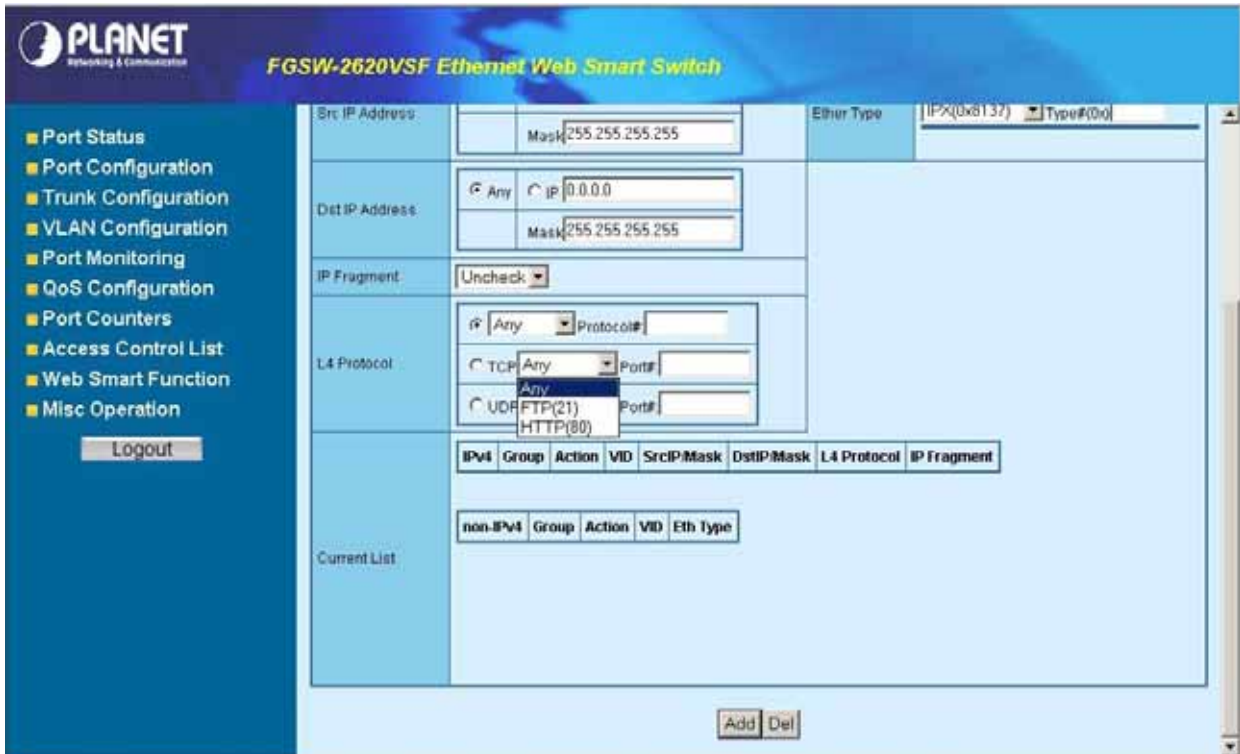 PLANET
Networking & Communication
FGSW-2620VSF Ethernet Web Smart Switch
Port Status
Port Configuration
Trunk Configuration
VLAN Configuration
Port Monitoring
QoS Configuration
Port Counters
Access Control List
Web Smart Function
Misc Operation
Logout
Src IP Address
Mask 255.255.255.255
Ether Type
IPX(0x8137) Type#(0x)
Dst IP Address
Any IP 0.0.0.0
Mask 255.255.255.255
IP Fragment
Uncheck
L4 Protocol
Any Protocol#:
TCP Any Port#:
Any
FTP(21)
HTTP(80)
UDP Port#:
Current List
IPv4 Group Action VID SrcIP/Mask DstIP/Mask L4 Protocol IP Fragment
non-IPv4 Group Action VID Eth Type
Add Del